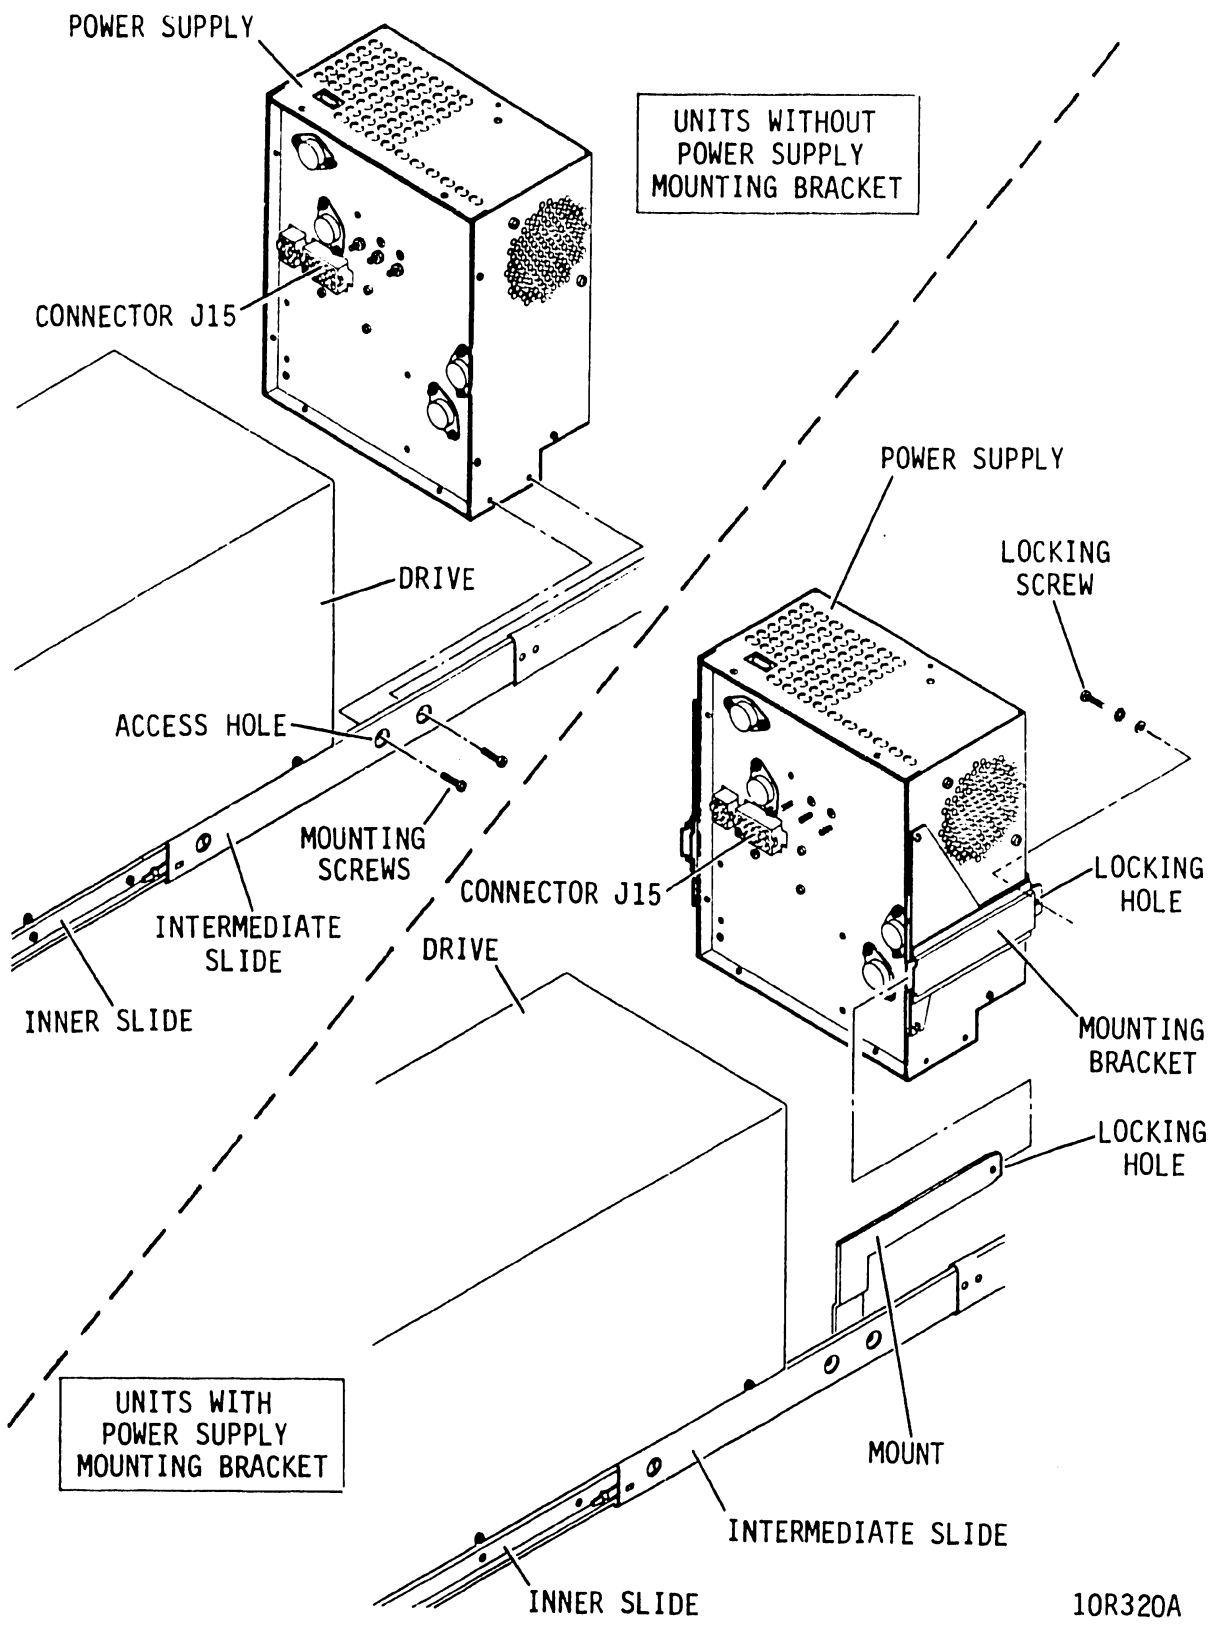 POWER SUPPLY
UNITS WITHOUT
POWER SUPPLY
MOUNTING BRACKET
CONNECTOR J15
DRIVE
ACCESS HOLE
MOUNTING
SCREWS
INTERMEDIATE
SLIDE
INNER SLIDE
POWER SUPPLY
LOCKING
SCREW
CONNECTOR J15
LOCKING
HOLE
DRIVE
MOUNTING
BRACKET
LOCKING
HOLE
UNITS WITH
POWER SUPPLY
MOUNTING BRACKET
MOUNT
INTERMEDIATE SLIDE
INNER SLIDE
10R320A